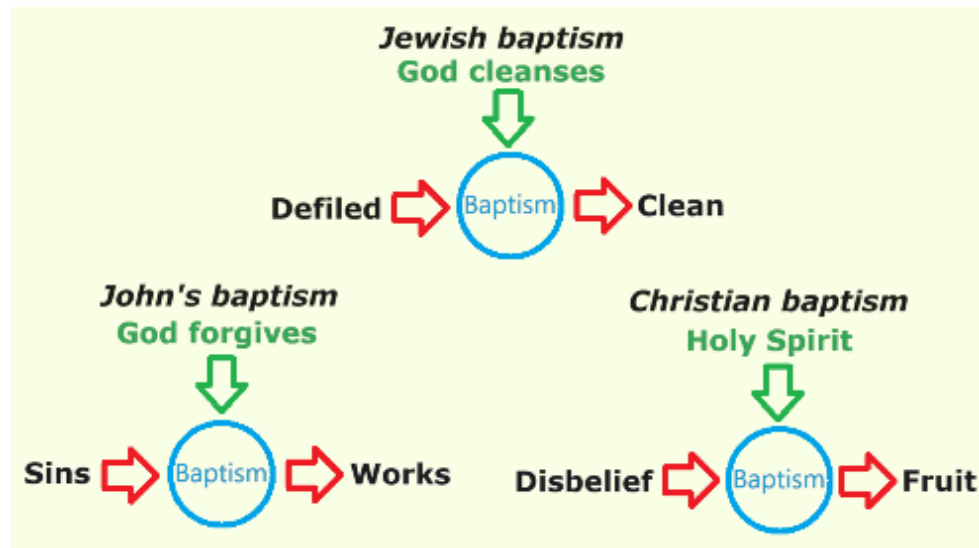 Jewish baptism
God cleanses
Defiled Baptism Clean
John's baptism
God forgives
Sins Baptism Works
Christian baptism
Holy Spirit
Disbelief Baptism Fruit